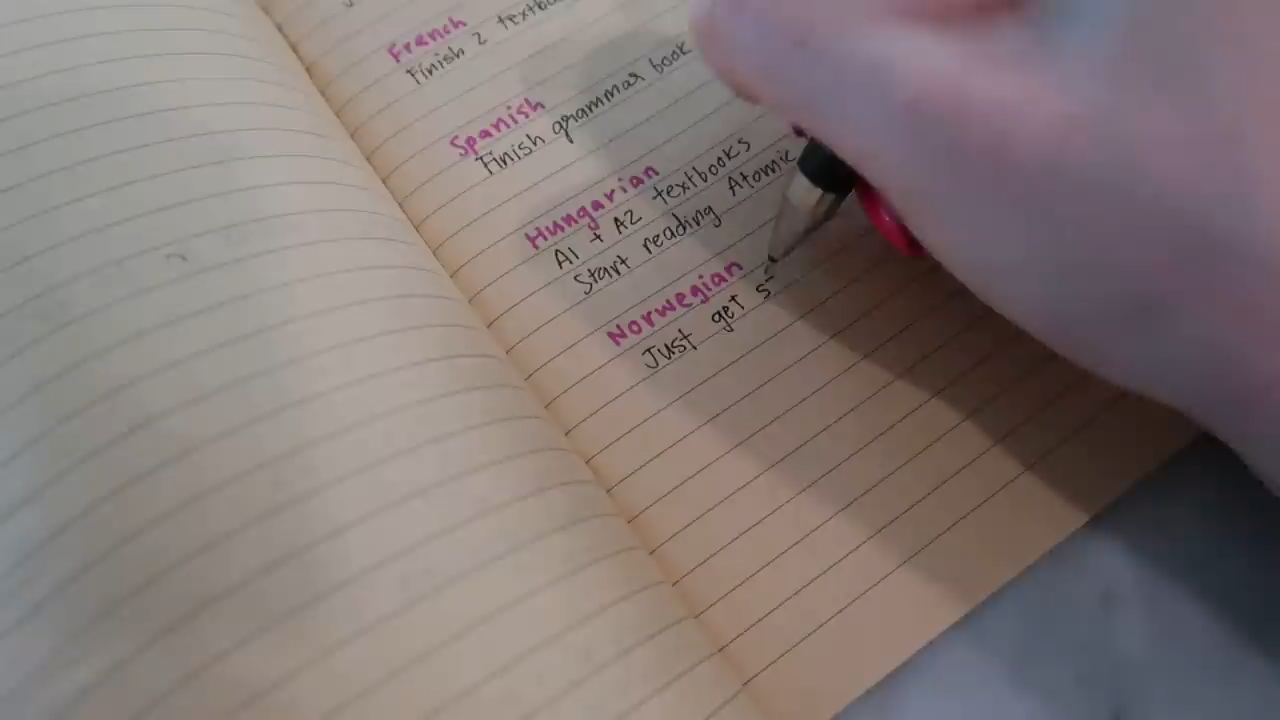 French
Finish 2 textbo
Spanish
Finish grammar book
Hungarian
A1 + A2 textbooks
Start reading Atomic
Norwegian
Just get s